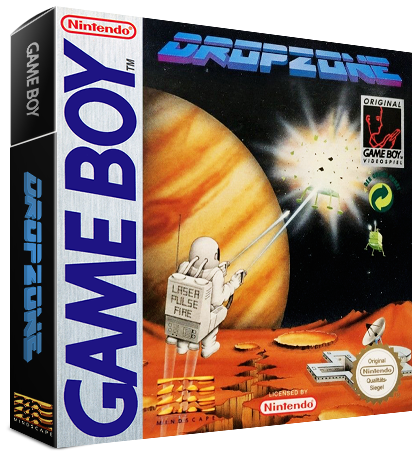 GAME BOY
DROPZONE
MINDSCAPE
Nintendo
GAME BOY
TM
DROPZONE
ORIGINAL
GAME BOY
VIDEOSPIEL
LASER
PULSE
FIRE
MINDSCAPE
LICENSED BY
Nintendo
Original
Nintendo
Qualitäts-
Siegel